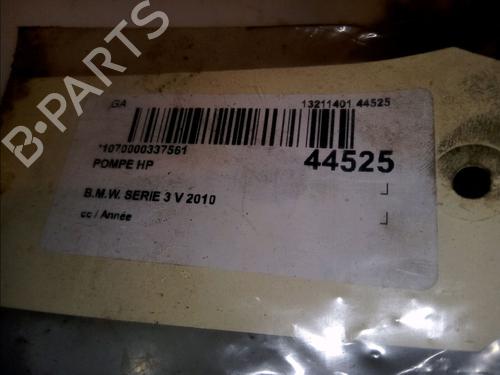 GA
13211401 44525
*1070000337561
POMPE HP
44525
B.M.W. SERIE 3 V 2010
cc / Année
B-PARTS